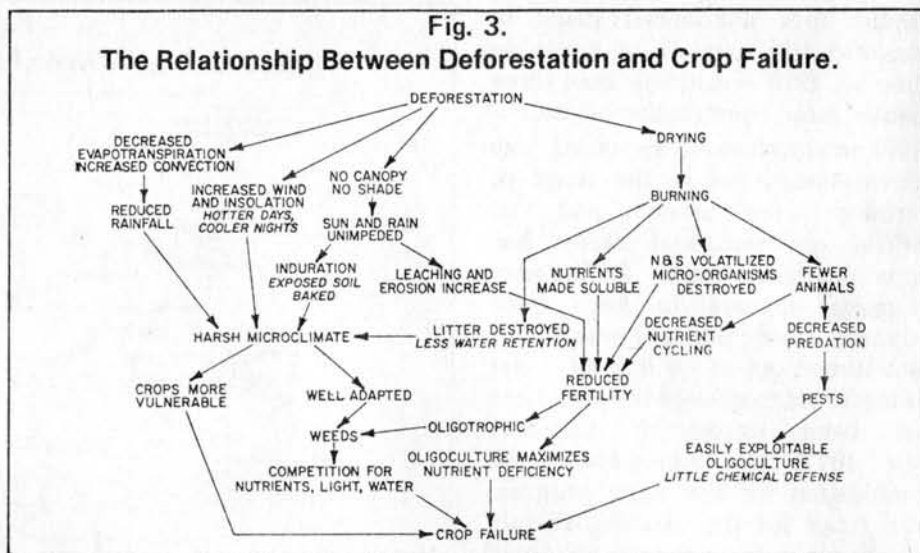 Fig. 3.
The Relationship Between Deforestation and Crop Failure.
DEFORESTATION
DECREASED
EVAPOTRANSPIRATION
INCREASED CONVECTION
DRYING
INCREASED WIND
AND INSOLATION
HOTTER DAYS,
COOLER NIGHTS
NO CANOPY
NO SHADE
BURNING
REDUCED
RAINFALL
SUN AND RAIN
UNIMPEDED
INDURATION
EXPOSED SOIL
BAKED
LEACHING AND
EROSION INCREASE
NUTRIENTS
MADE SOLUBLE
N&S VOLATILIZED
MICRO-ORGANISMS
DESTROYED
FEWER
ANIMALS
HARSH MICROCLIMATE
LITTER DESTROYED
LESS WATER RETENTION
DECREASED
NUTRIENT
CYCLING
DECREASED
PREDATION
CROPS MORE
VULNERABLE
WELL ADAPTED
REDUCED
FERTILITY
PESTS
WEEDS
OLIGOTROPHIC
COMPETITION FOR
NUTRIENTS, LIGHT, WATER
OLIGOCULTURE MAXIMIZES
NUTRIENT DEFICIENCY
EASILY EXPLOITABLE
OLIGOCULTURE
LITTLE CHEMICAL DEFENSE
CROP FAILURE